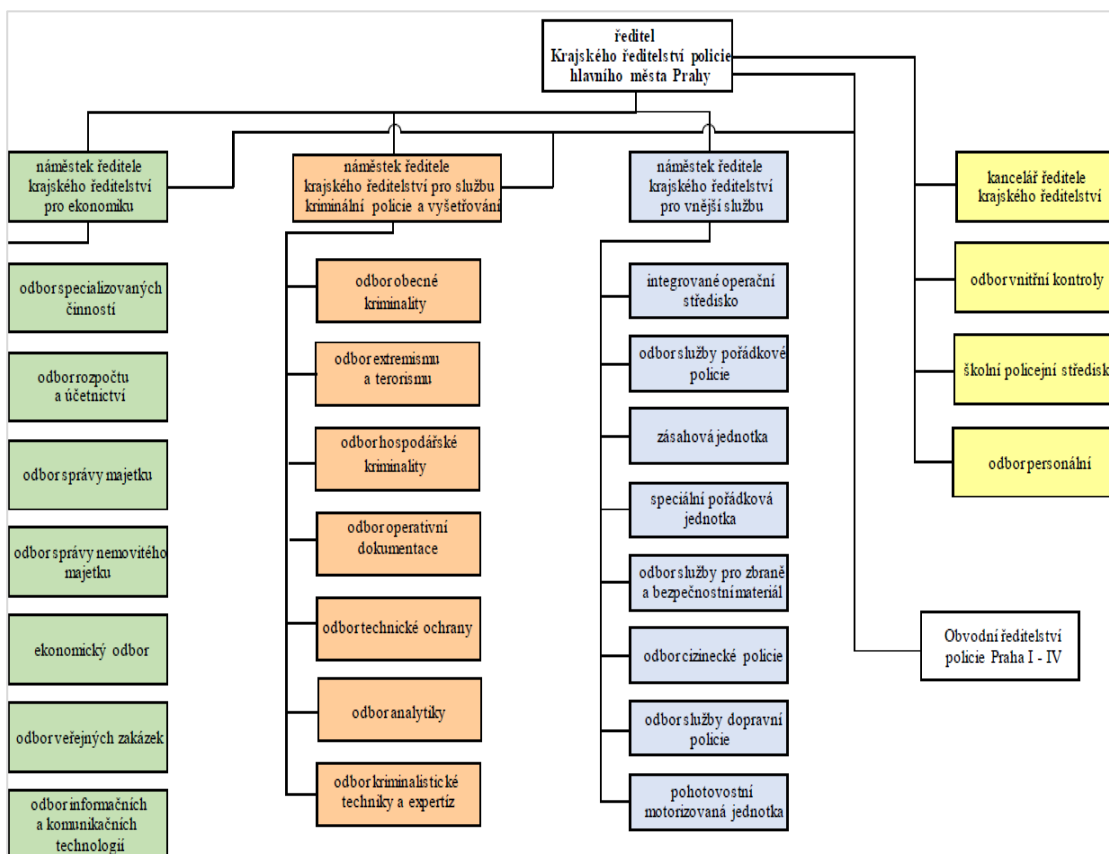 ředitel
Krajského ředitelství policie
hlavního města Prahy
náměstek ředitele
krajského ředitelství
pro ekonomiku
náměstek ředitele
krajského ředitelství pro službu
kriminální policie a vyšetřování
náměstek ředitele
krajského ředitelství
pro vnější službu
kancelář ředitele
krajského ředitelství
odbor specializovaných
činností
odbor rozpočtu
a účetnictví
odbor správy majetku
odbor správy nemovitého
majetku
ekonomický odbor
odbor veřejných zakázek
odbor informačních
a komunikačních
technologií
odbor obecné
kriminality
odbor extremismu
a terorismu
odbor hospodářské
kriminality
odbor operativní
dokumentace
odbor technické ochrany
odbor analytiky
odbor kriminalistické
techniky a expertíz
integrované operační
středisko
odbor služby pořádkové
policie
zásahová jednotka
speciální pořádková
jednotka
odbor služby pro zbraně
a bezpečnostní materiál
odbor cizinecké policie
odbor služby dopravní
policie
pohotovostní
motorizovaná jednotka
odbor vnitřní kontroly
školní policejní středisk
odbor personální
Obvodní ředitelství
policie Praha I - IV